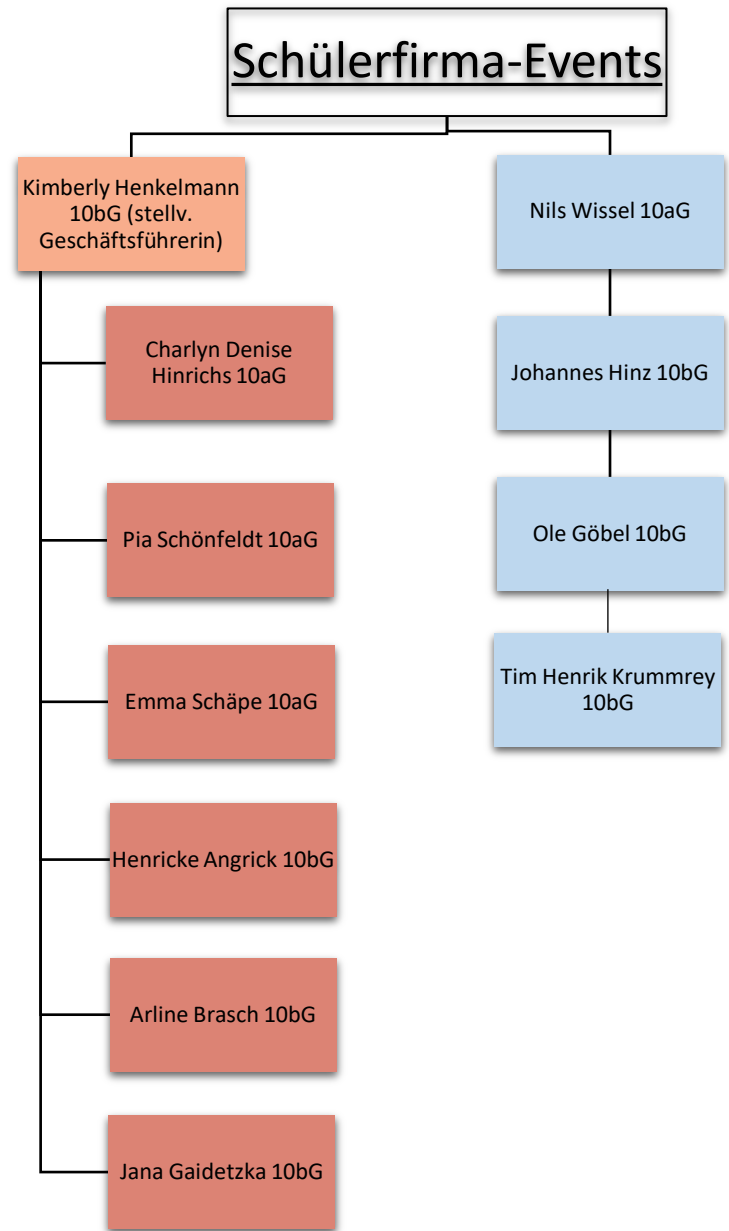 Schülerfirma-Events
Kimberly Henkelmann
10bG (stellv.
Geschäftsführerin)
Charlyn Denise
Hinrichs 10aG
Pia Schönfeldt 10aG
Emma Schäpe 10aG
Henricke Angrick 10bG
Arline Brasch 10bG
Jana Gaidetzka 10bG
Nils Wissel 10aG
Johannes Hinz 10bG
Ole Göbel 10bG
Tim Henrik Krummrey
10bG